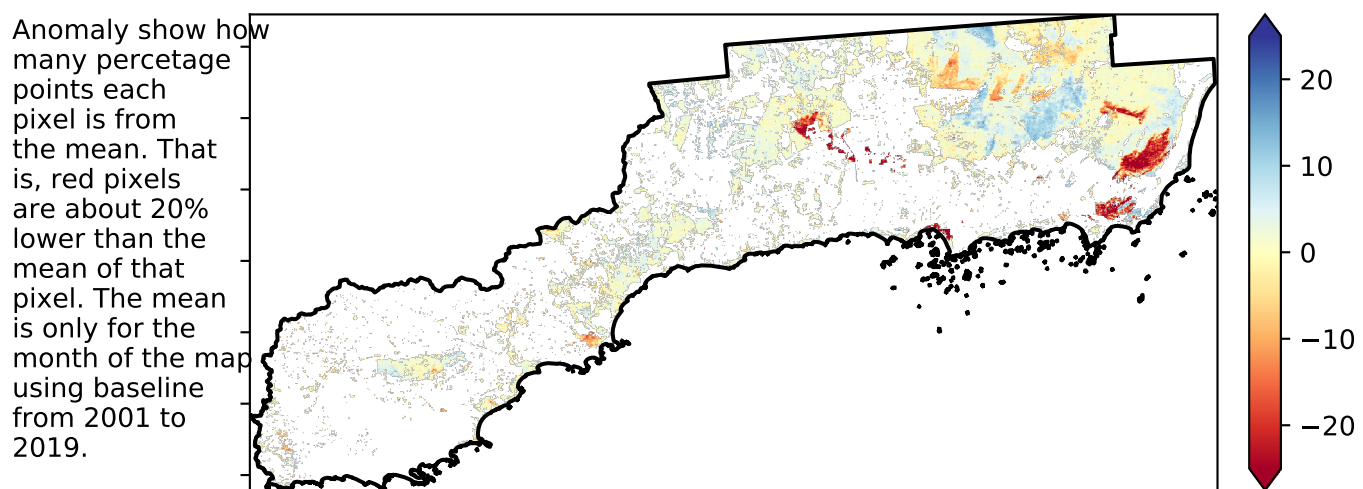 Anomaly show how
many percetage
points each
pixel is from
the mean. That
is, red pixels
are about 20%
lower than the
mean of that
pixel. The mean
is only for the
month of the map
using baseline
from 2001 to
2019.
20
10
0
−10
−20